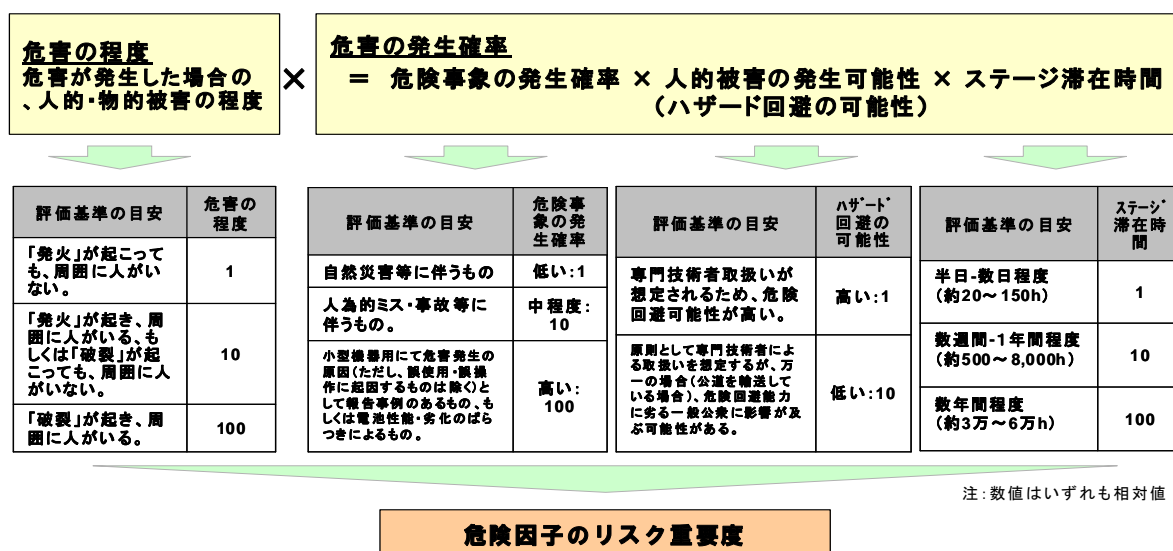 危害の程度
危害が発生した場合の
、人的・物的被害の程度
×
危害の発生確率
= 危険事象の発生確率 × 人的被害の発生可能性 × ステージ滞在時間
（ハザード回避の可能性）
評価基準の目安
危害の
程度
「発火」が起こって
も、周囲に人がい
ない。
1
「発火」が起き、周
囲に人がいる、も
しくは「破裂」が起
こっても、周囲に人
がいない。
10
「破裂」が起き、周
囲に人がいる。
100
評価基準の目安
危険事
象の発
生確率
自然災害等に伴うもの
低い:1
人為的ミス・事故等に
伴うもの。
中程度:
10
小型機器用にて危害発生の
原因（ただし、誤使用・誤操
作に起因するものは除く）と
して報告事例のあるもの、も
しくは電池性能・劣化のばら
つきによるもの。
高い:
100
評価基準の目安
ﾊｻﾞｰﾄﾞ
回避の
可能性
専門技術者取扱いが
想定されるため、危険
回避可能性が高い。
高い:1
原則として専門技術者によ
る取扱いを想定するが、万
一の場合（公道を輸送して
いる場合）、危険回避能力
に劣る一般公衆に影響が及
ぶ可能性がある。
低い:10
評価基準の目安
ｽﾃｰｼﾞ
滞在時
間
半日-数日程度
（約20～150h）
1
数週間-1年間程度
（約500～8,000h）
10
数年間程度
（約3万～6万h）
100
注:数値はいずれも相対値
危険因子のリスク重要度